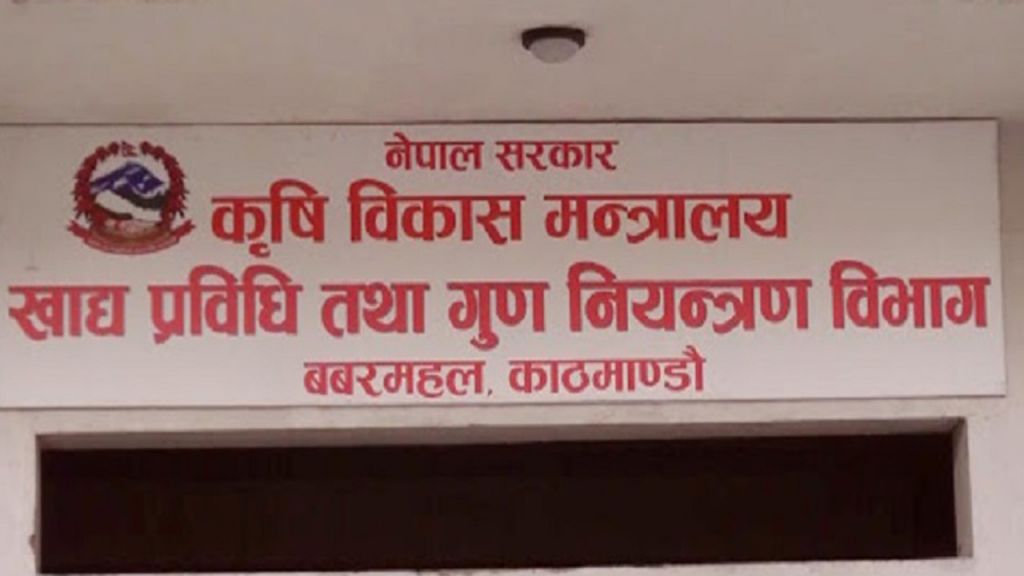 नेपाल सरकार
कृषि विकास मन्त्रालय
खाद्य प्रविधि तथा गुण नियन्त्रण विभाग
बबरमहल, काठमाण्डौ